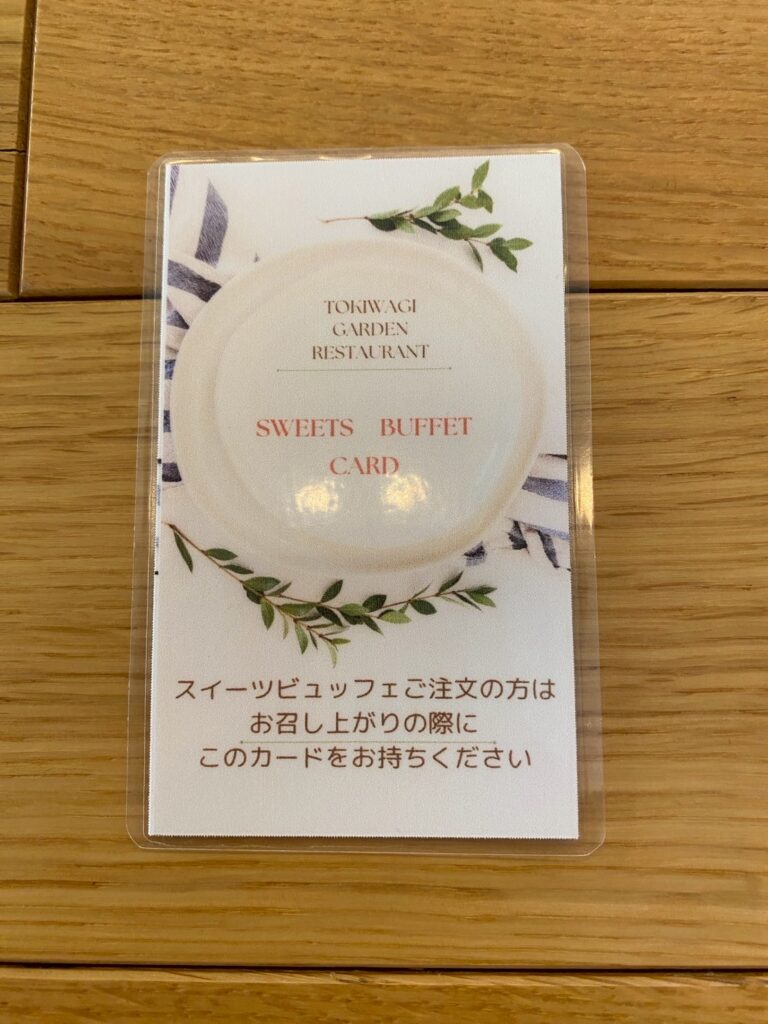 TOKIWAGI
GARDEN
RESTAURANT
SWEETS BUFFET
CARD
スイーツビュッフェご注文の方は
お召し上がりの際に
このカードをお持ちください